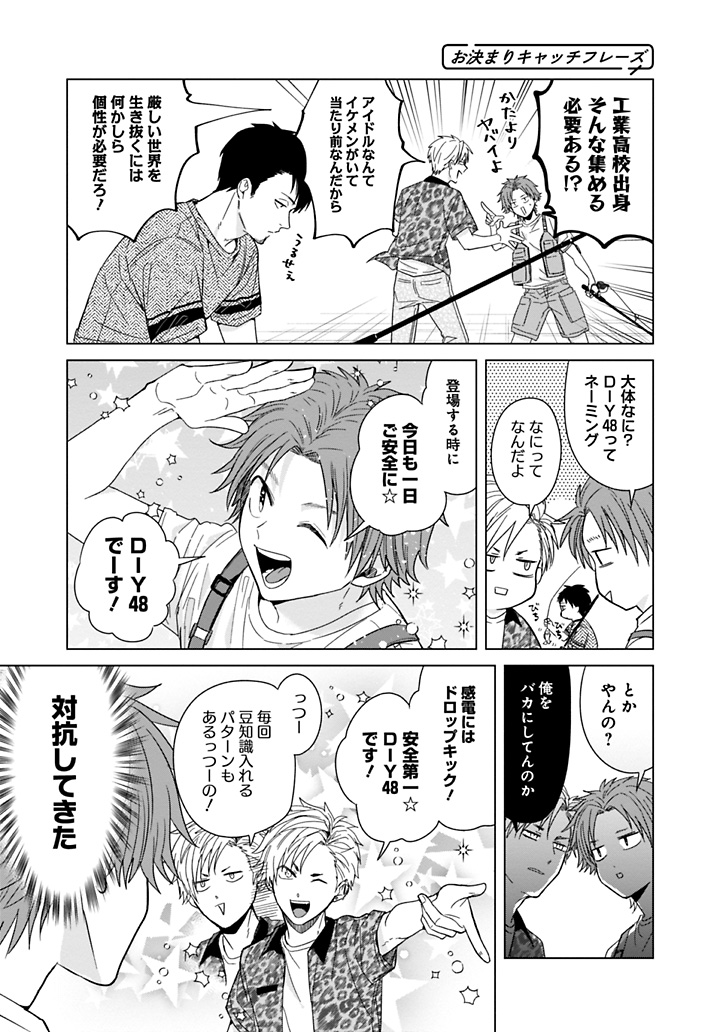 お決まりキャッチフレーズ
工業高校出身
そんな集める
必要ある!?
かたより
ヤバイよ
アイドルなんて
イケメンがいて
当たり前なんだから
厳しい世界を
生き抜くには
何かしら
個性が必要だろ!
うるせぇ
大体なに?
DIY48って
ネーミング
なにって
なんだよ
ぴち
ぴち
登場する時に
今日も一日
ご安全に☆
DIY48
でーす!
とか
やんの?
俺を
バカにしてんのか
感電には
ドロップキック!
安全第一☆
DIY48
です!
っつー
毎回
豆知識入れる
パターンも
あるっつーの!
対抗してきた